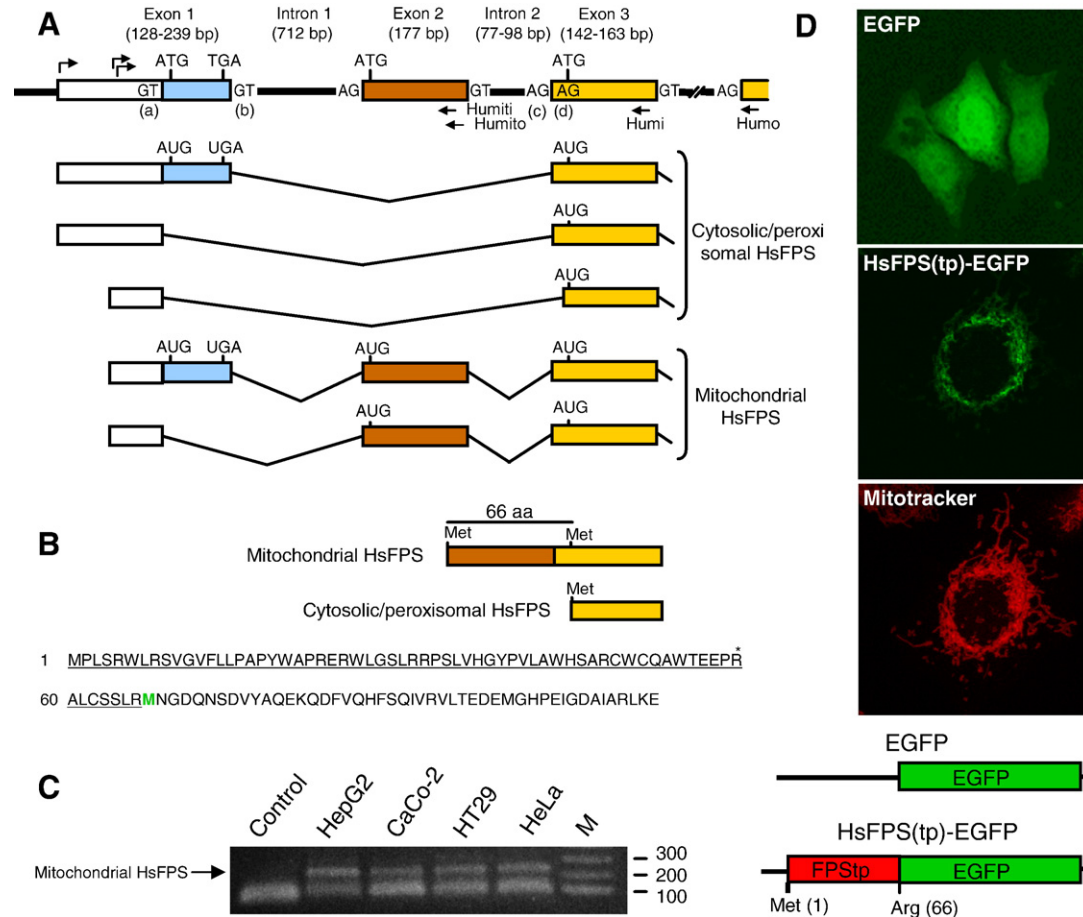 A
Exon 1 Intron 1 Exon 2 Intron 2 Exon 3
(128-239 bp) (712 bp) (177 bp) (77-98 bp) (142-163 bp)
ATG TGA ATG ATG
GT GT AG GT AG AG GT AG
(a) (b) Humiti (c) (d)
Humito Humi Humo
AUG UGA AUG
AUG
Cytosolic/peroxi
somal HsFPS
AUG
AUG UGA AUG AUG
Mitochondrial
HsFPS
AUG AUG
B
66 aa
Met Met
Mitochondrial HsFPS
Met
Cytosolic/peroxisomal HsFPS
*
1 MPLSRWLRSVGVFLLPAPYWAPRERWLGSLRRPSLVHGYPVLAWHSARCWCQAWTEEPR
60 ALCSSLRMNGDQNSDVYAQEKQDFVQHFSQIVRVLTEDEMGHPEIGDAIARLKE
C
Control HepG2 CaCo-2 HT29 HeLa M
300
Mitochondrial HsFPS 200
100
D
EGFP
HsFPS(tp)-EGFP
Mitotracker
EGFP
EGFP
HsFPS(tp)-EGFP
FPStp EGFP
Met (1) Arg (66)